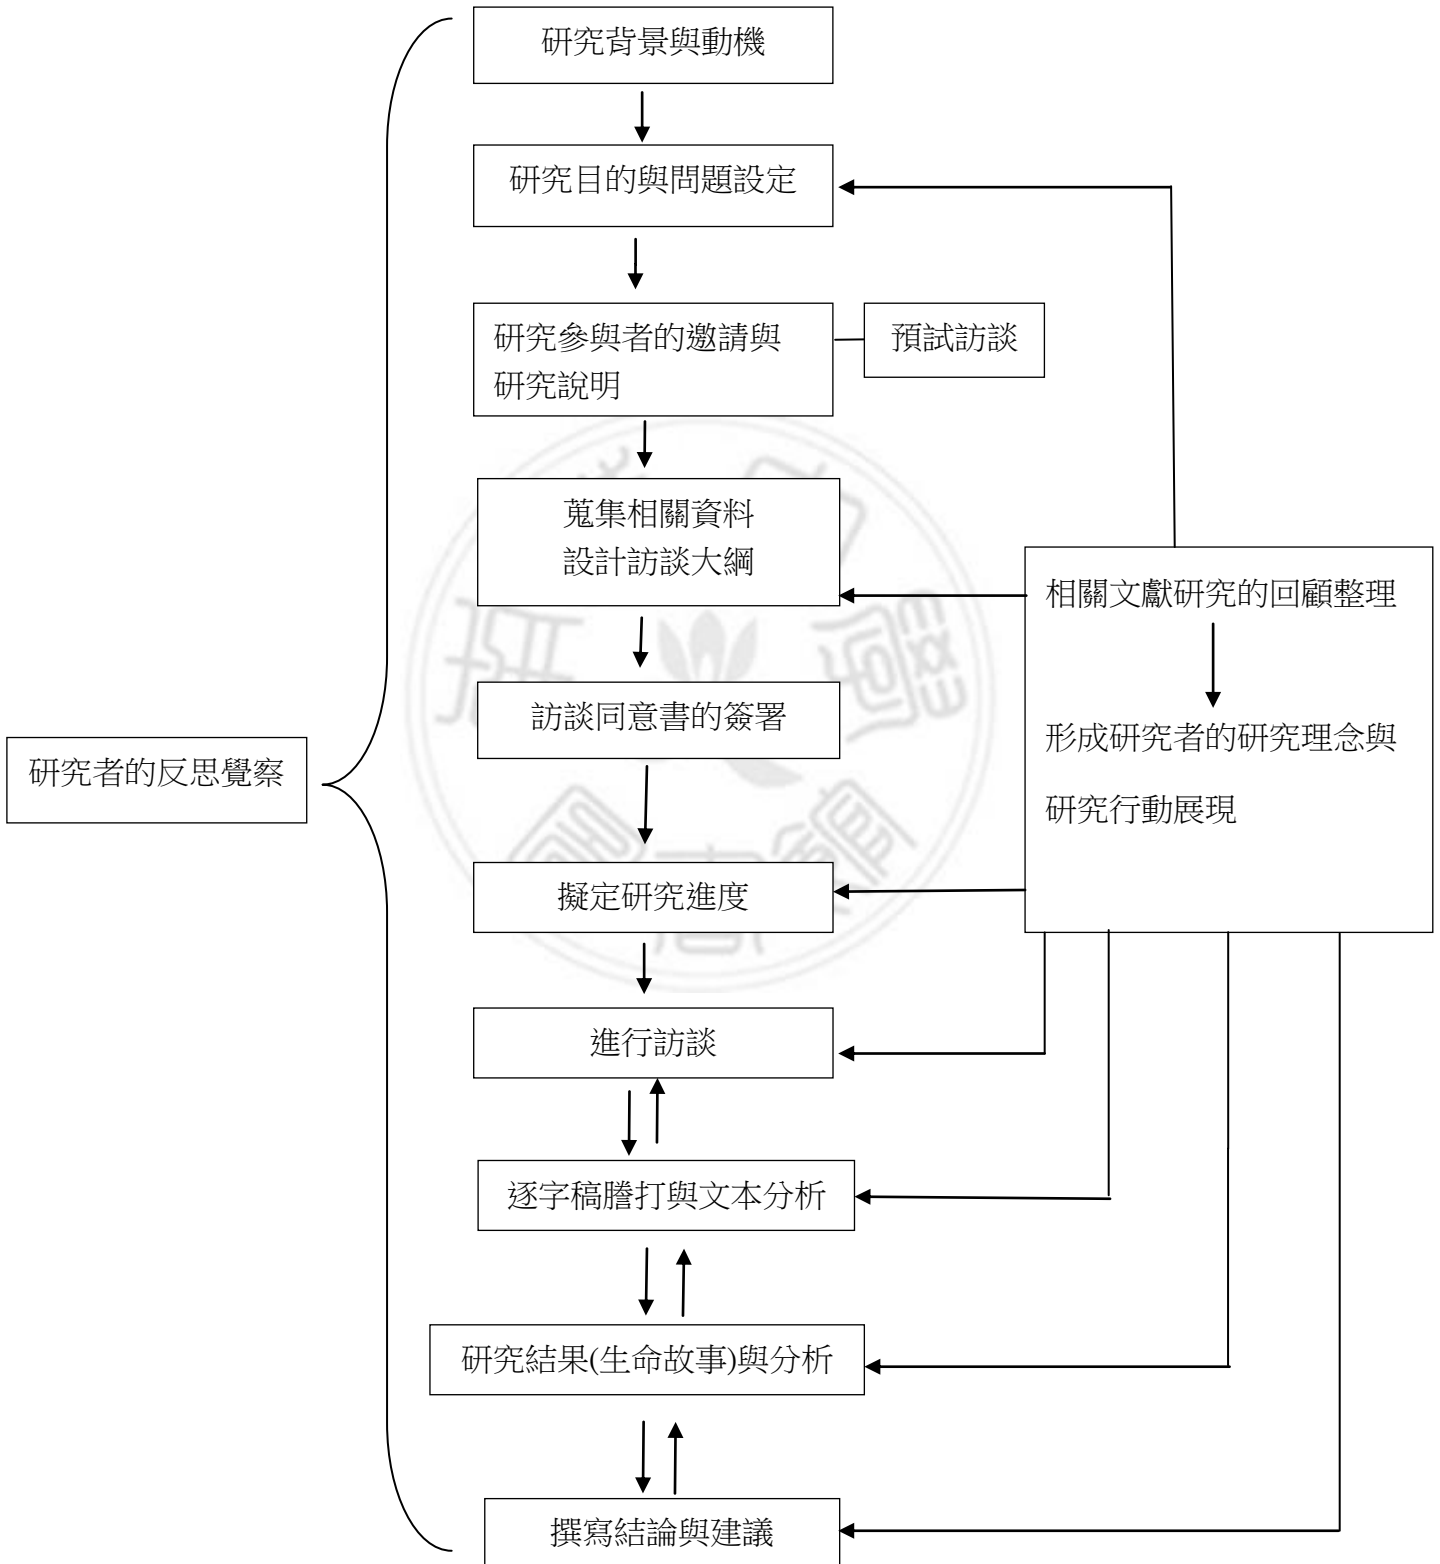 研究背景與動機
研究目的與問題設定
研究參與者的邀請與
研究說明
預試訪談
蒐集相關資料
設計訪談大綱
相關文獻研究的回顧整理
形成研究者的研究理念與
研究行動展現
訪談同意書的簽署
研究者的反思覺察
擬定研究進度
進行訪談
逐字稿謄打與文本分析
研究結果(生命故事)與分析
撰寫結論與建議